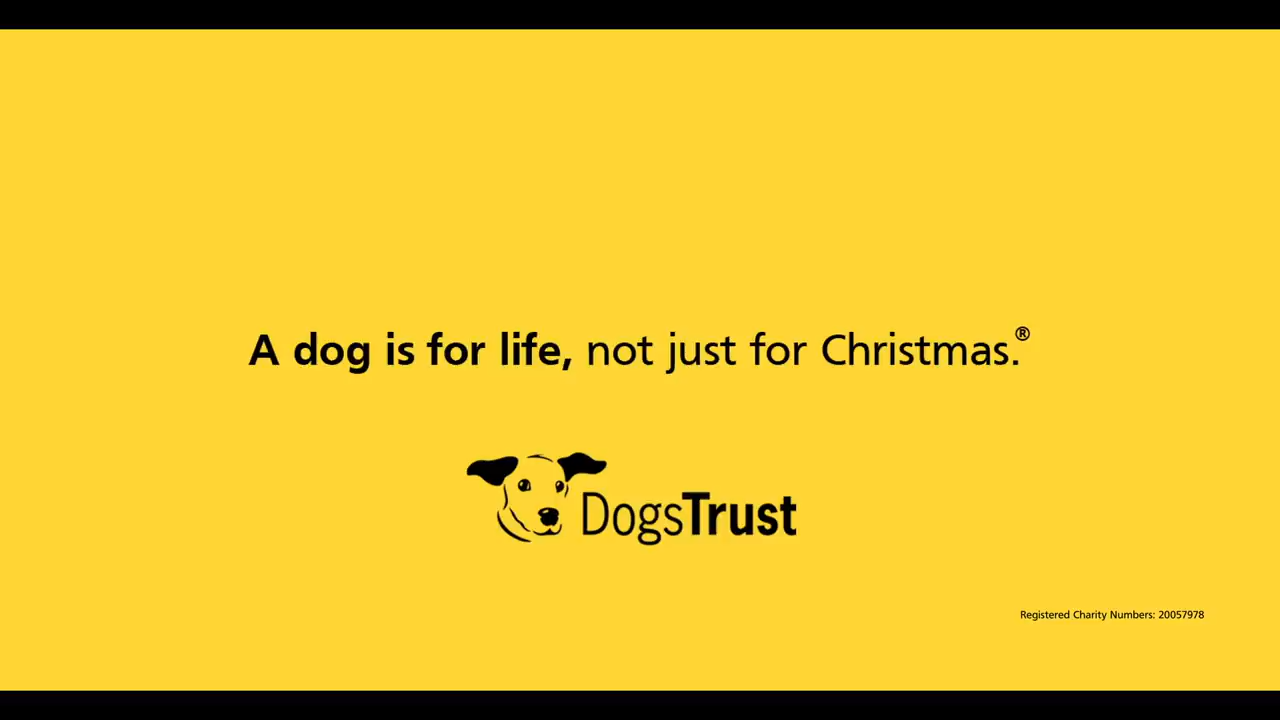 A dog is for life, not just for Christmas.®
DogsTrust
Registered Charity Numbers: 20057978